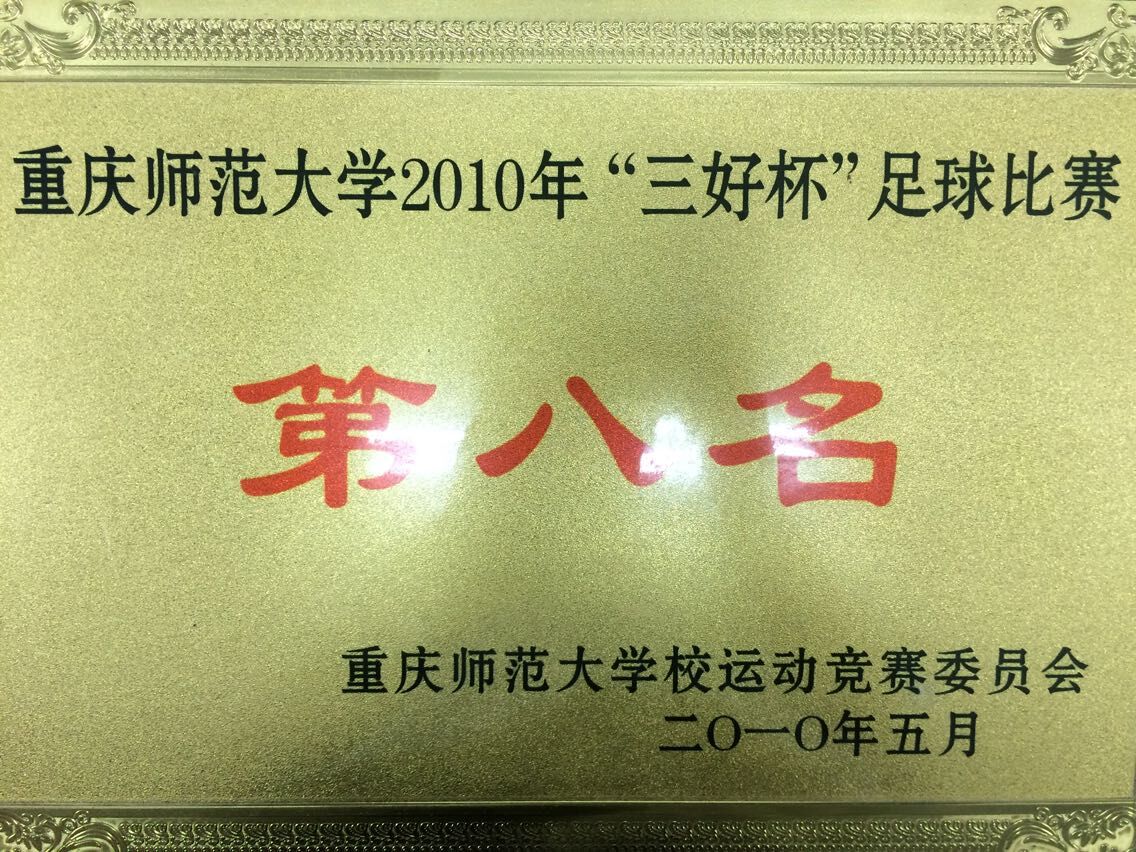 重庆师范大学2010年“三好杯”足球比赛
第八名
重庆师范大学校运动竞赛委员会
二〇一〇年五月